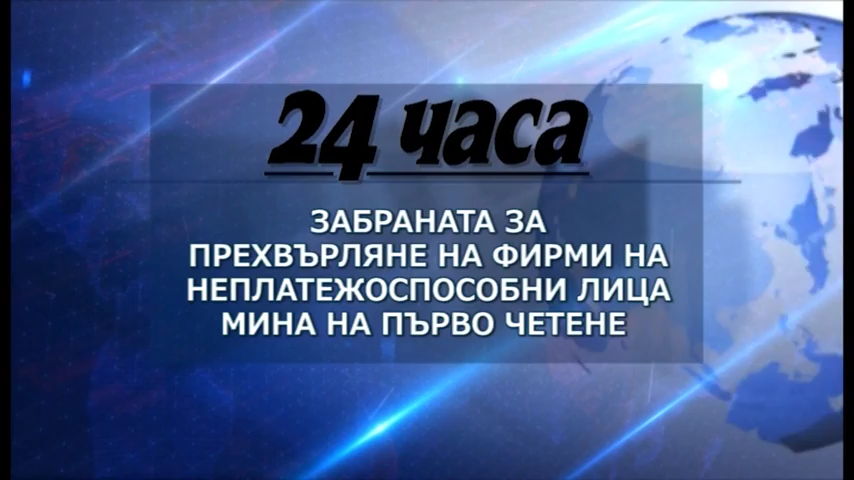 24 часа
ЗАБРАНАТА ЗА
ПРЕХВЪРЛЯНЕ НА ФИРМИ НА
НЕПЛАТЕЖОСПОСОБНИ ЛИЦА
МИНА НА ПЪРВО ЧЕТЕНЕ